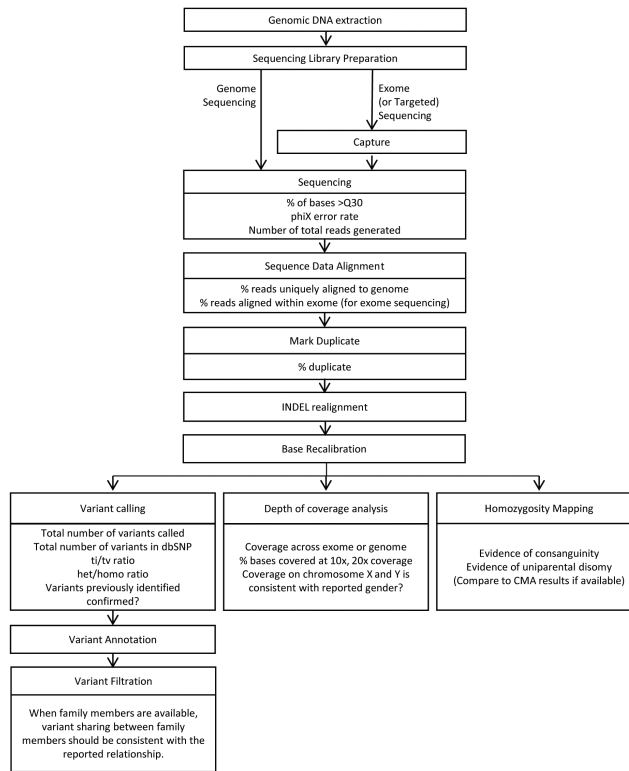 Genomic DNA extraction
Sequencing Library Preparation
Genome
Sequencing
Exome
(or Targeted)
Sequencing
Capture
Sequencing
% of bases >Q30
phiX error rate
Number of total reads generated
Sequence Data Alignment
% reads uniquely aligned to genome
% reads aligned within exome (for exome sequencing)
Mark Duplicate
% duplicate
INDEL realignment
Base Recalibration
Variant calling
Total number of variants called
Total number of variants in dbSNP
ti/tv ratio
het/homo ratio
Variants previously identified
confirmed?
Depth of coverage analysis
Coverage across exome or genome
% bases covered at 10x, 20x coverage
Coverage on chromosome X and Y is
consistent with reported gender?
Homozygosity Mapping
Evidence of consanguinity
Evidence of uniparental disomy
(Compare to CMA results if available)
Variant Annotation
Variant Filtration
When family members are available,
variant sharing between family
members should be consistent with the
reported relationship.